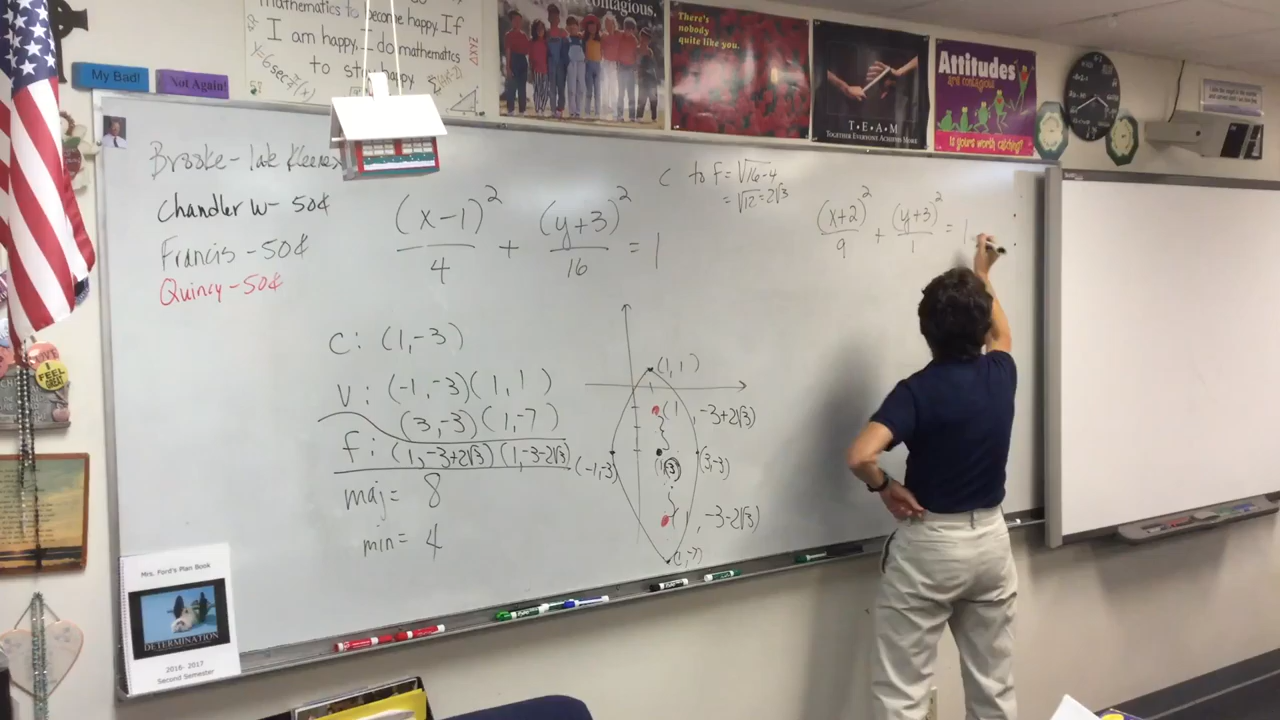 mathematics to become happy. If
I am happy, I do mathematics
to stay happy.
contagious.
There's
nobody
quite like you.
T • E • A • M
TOGETHER EVERYONE ACHIEVES MORE
Attitudes
are contagious
Is yours worth catching?
My Bad!
Not Again!
Brooke - late Kleenex
Chandler W - 50¢
Francis - 50¢
Quincy - 50¢
(x-1)²/4 + (y+3)²/16 = 1
c to F = √16-4
= √12 = 2√3
(x+2)²/9 + (y+3)²/1 = 1
C: (1,-3)
V: (-1,-3)(1,1)
(3,-3)(1,-7)
f: (1,-3+2√3)(1,-3-2√3)
maj = 8
min = 4
(1,1)
(1,-3+2√3)
(-1,-3)
(1,-3)
(3,-3)
, -3-2√3)
(1,-7)
I
FEEL
GREAT
Mrs. Ford's Plan Book
DETERMINATION
2016- 2017
Second Semester